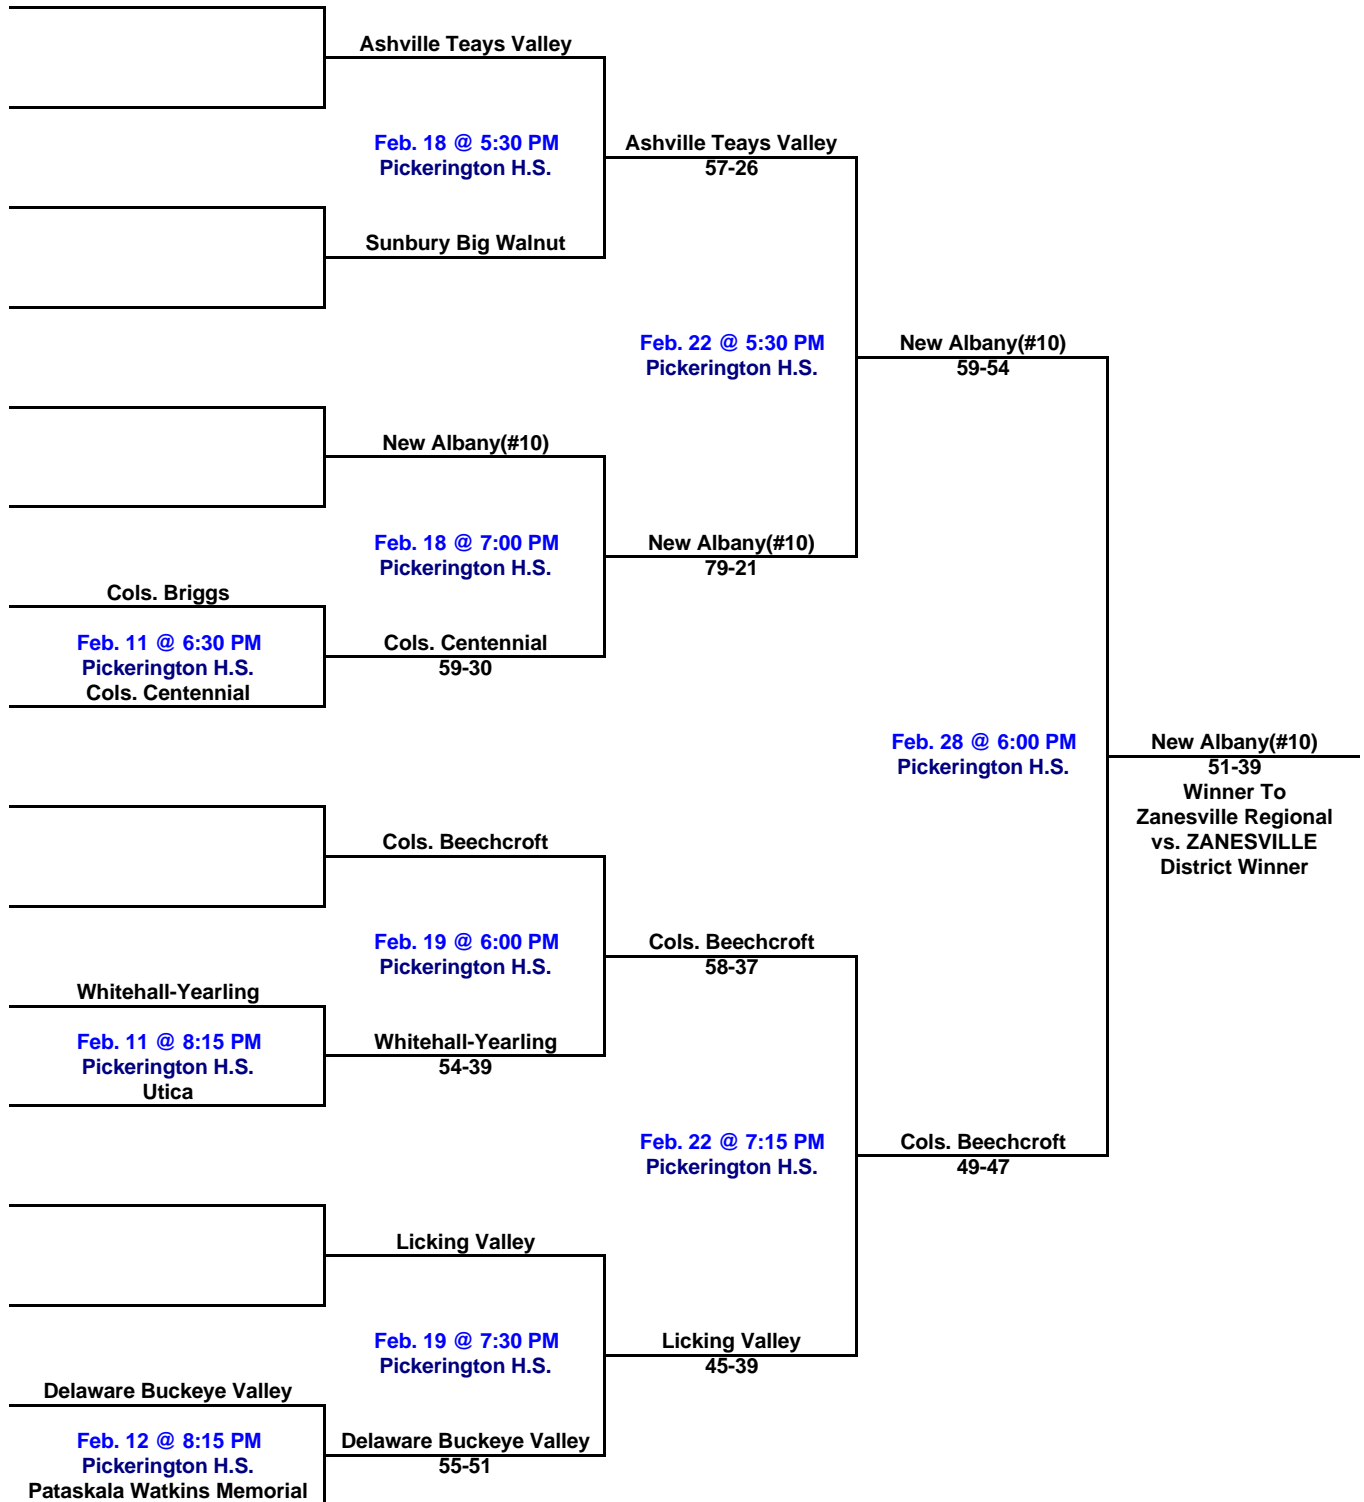 Ashville Teays Valley
Feb. 18 @ 5:30 PM
Pickerington H.S.
Ashville Teays Valley
57-26
Sunbury Big Walnut
Feb. 22 @ 5:30 PM
Pickerington H.S.
New Albany(#10)
59-54
New Albany(#10)
Feb. 18 @ 7:00 PM
Pickerington H.S.
New Albany(#10)
79-21
Cols. Briggs
Feb. 11 @ 6:30 PM
Pickerington H.S.
Cols. Centennial
Cols. Centennial
59-30
Feb. 28 @ 6:00 PM
Pickerington H.S.
New Albany(#10)
51-39
Winner To
Zanesville Regional
vs. ZANESVILLE
District Winner
Cols. Beechcroft
Feb. 19 @ 6:00 PM
Pickerington H.S.
Cols. Beechcroft
58-37
Whitehall-Yearling
Feb. 11 @ 8:15 PM
Pickerington H.S.
Utica
Whitehall-Yearling
54-39
Feb. 22 @ 7:15 PM
Pickerington H.S.
Cols. Beechcroft
49-47
Licking Valley
Feb. 19 @ 7:30 PM
Pickerington H.S.
Licking Valley
45-39
Delaware Buckeye Valley
Feb. 12 @ 8:15 PM
Pickerington H.S.
Pataskala Watkins Memorial
Delaware Buckeye Valley
55-51